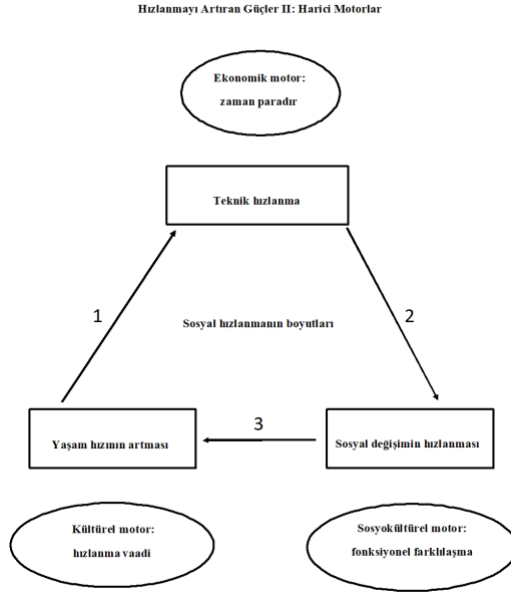 Hızlanmayı Artıran Güçler II: Harici Motorlar
Ekonomik motor:
zaman paradır
Teknik hızlanma
1
2
Sosyal hızlanmanın boyutları
3
Yaşam hızının artması
Sosyal değişimin hızlanması
Kültürel motor:
hızlanma vaadi
Sosyokültürel motor:
fonksiyonel farklılaşma